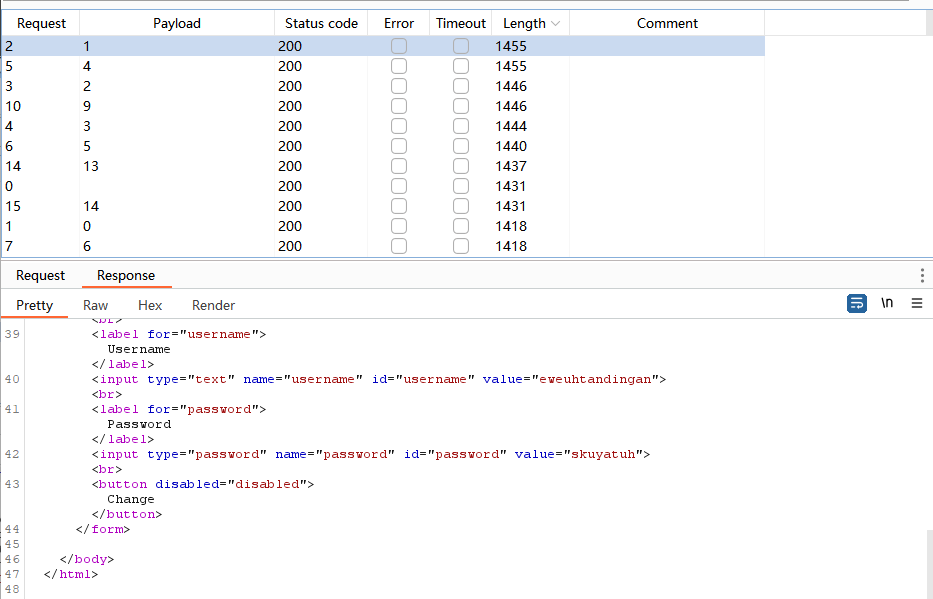 Request Payload Status code Error Timeout Length Comment
2 1 200 1455
5 4 200 1455
3 2 200 1446
10 9 200 1446
4 3 200 1444
6 5 200 1440
14 13 200 1437
0 200 1431
15 14 200 1431
1 0 200 1418
7 6 200 1418
Request Response
Pretty Raw Hex Render \n
<br>
39 <label for="username">
Username
</label>
40 <input type="text" name="username" id="username" value="eweuhtandingan">
<br>
41 <label for="password">
Password
</label>
42 <input type="password" name="password" id="password" value="skuyatuh">
<br>
43 <button disabled="disabled">
Change
</button>
44 </form>
45
46 </body>
47 </html>
48